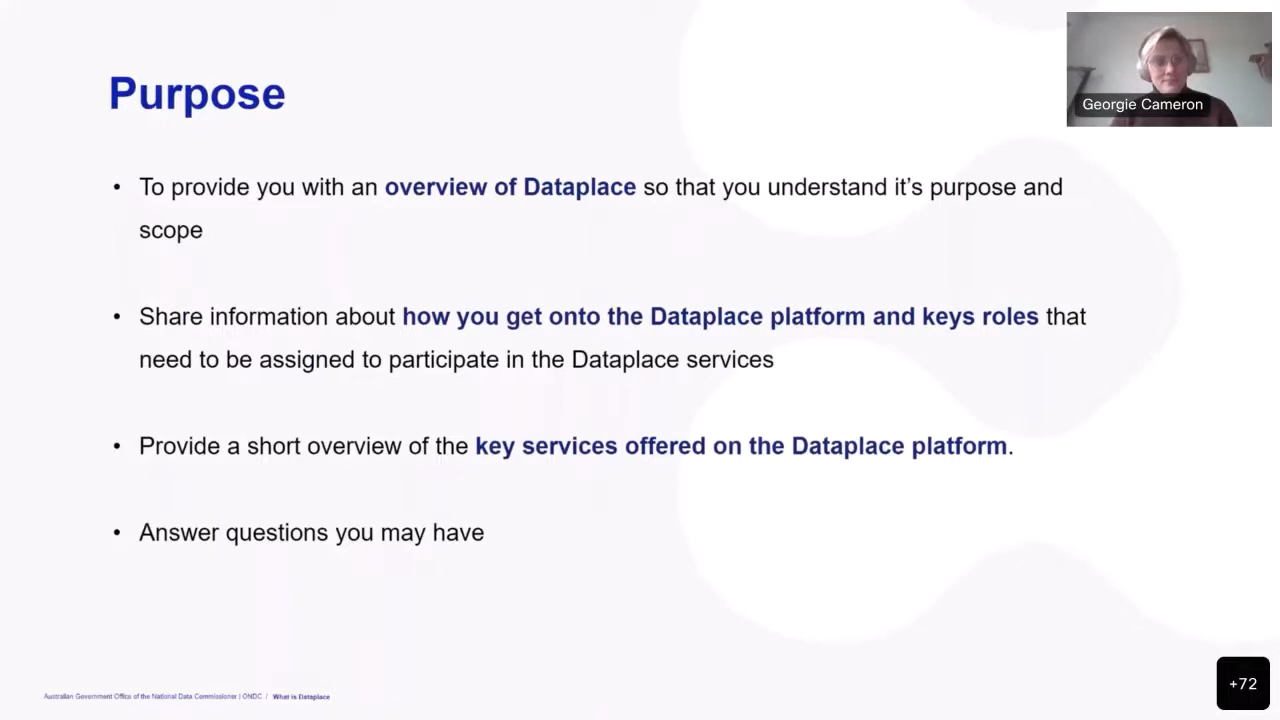 Purpose
Georgie Cameron
• To provide you with an overview of Dataplace so that you understand it’s purpose and
scope
• Share information about how you get onto the Dataplace platform and keys roles that
need to be assigned to participate in the Dataplace services
• Provide a short overview of the key services offered on the Dataplace platform.
• Answer questions you may have
Australian Government Office of the National Data Commissioner | ONDC / What is Dataplace
+72